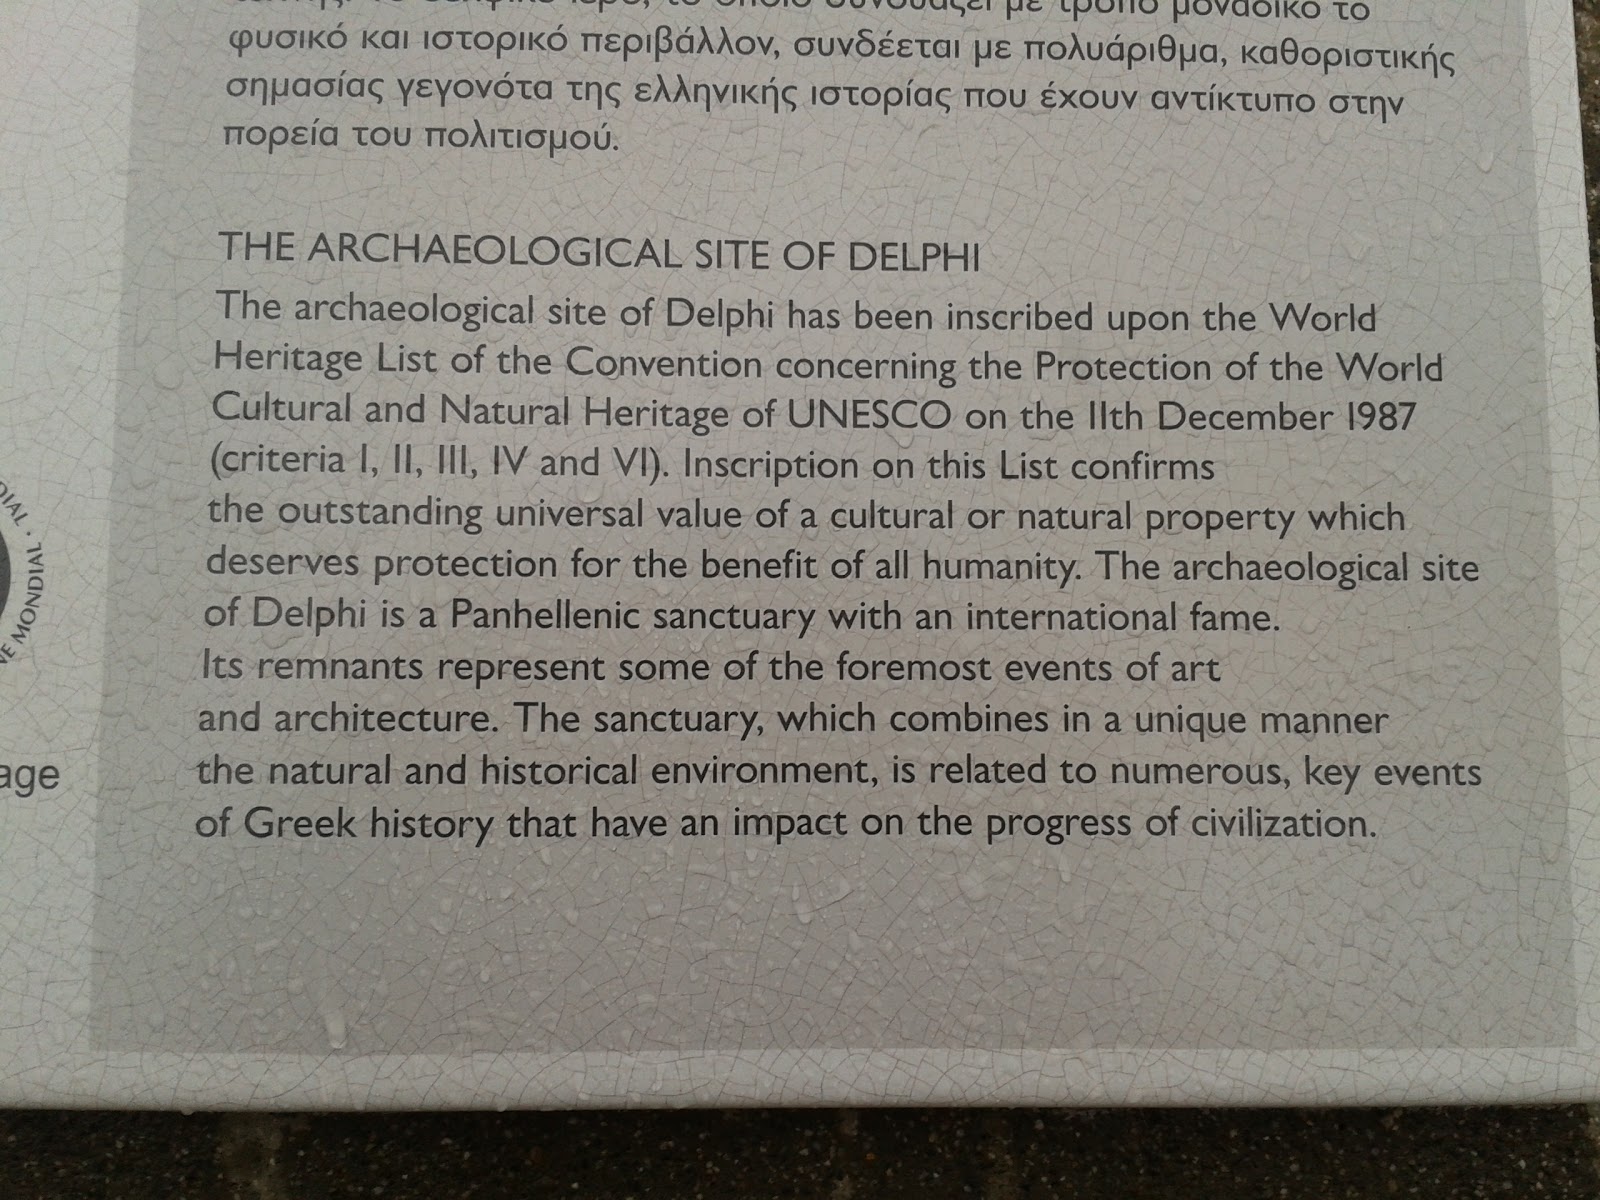 το
φυσικό και ιστορικό περιβάλλον, συνδέεται με πολυάριθμα, καθοριστικής
σημασίας γεγονότα της ελληνικής ιστορίας που έχουν αντίκτυπο στην
πορεία του πολιτισμού.
THE ARCHAEOLOGICAL SITE OF DELPHI
The archaeological site of Delphi has been inscribed upon the World
Heritage List of the Convention concerning the Protection of the World
Cultural and Natural Heritage of UNESCO on the 11th December 1987
(criteria I, II, III, IV and VI). Inscription on this List confirms
the outstanding universal value of a cultural or natural property which
deserves protection for the benefit of all humanity. The archaeological site
of Delphi is a Panhellenic sanctuary with an international fame.
Its remnants represent some of the foremost events of art
and architecture. The sanctuary, which combines in a unique manner
the natural and historical environment, is related to numerous, key events
of Greek history that have an impact on the progress of civilization.
MONDIAL